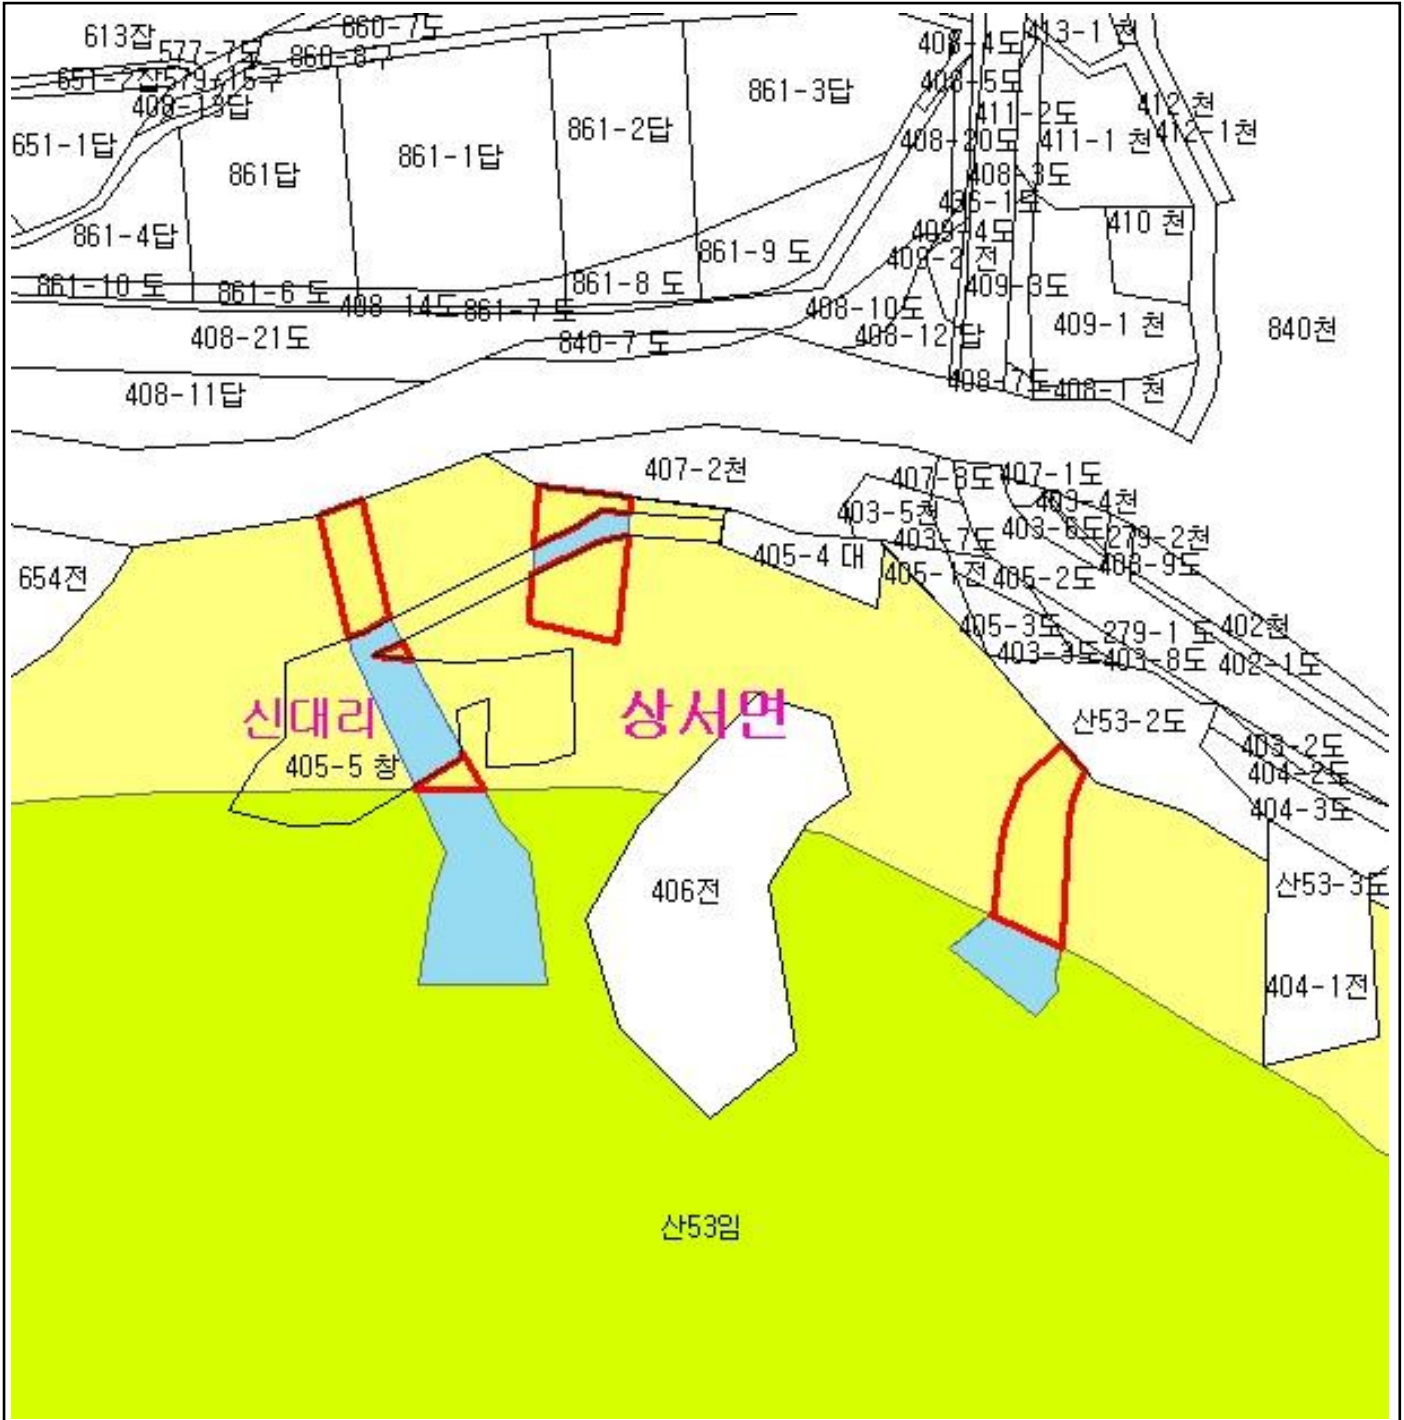 613잡
577-7도
860-7도
860-8구
651-2잡
579-15구
408-13답
651-1답
861-4답
861답
861-1답
861-2답
861-3답
861-9 도
861-8 도
861-10 도
861-6 도
408-14도
861-7 도
408-21도
840-7 도
408-11답
408-5도
411-2도
408-20도
411-1 천
412 천
412-1천
413-1 천
408-3도
410 천
409-2 전
409-3도
409-1 천
408-10도
408-12 답
408-7도
408-1 천
840천
407-2천
407-1도
403-4천
403-5천
403-7도
403-6도
279-2천
408-9도
654전
405-4 대
405-1전
405-2도
405-3도
403-3도
279-1 도
403-8도
402천
402-1도
신대리
상서면
405-5 창
산53-2도
403-2도
404-2도
404-3도
406전
산53-3도
404-1전
산53임